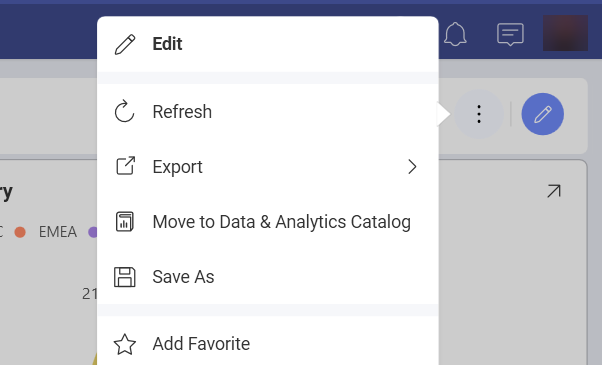 Edit
Refresh
Export
Move to Data & Analytics Catalog
Save As
Add Favorite
ry
C
EMEA
21